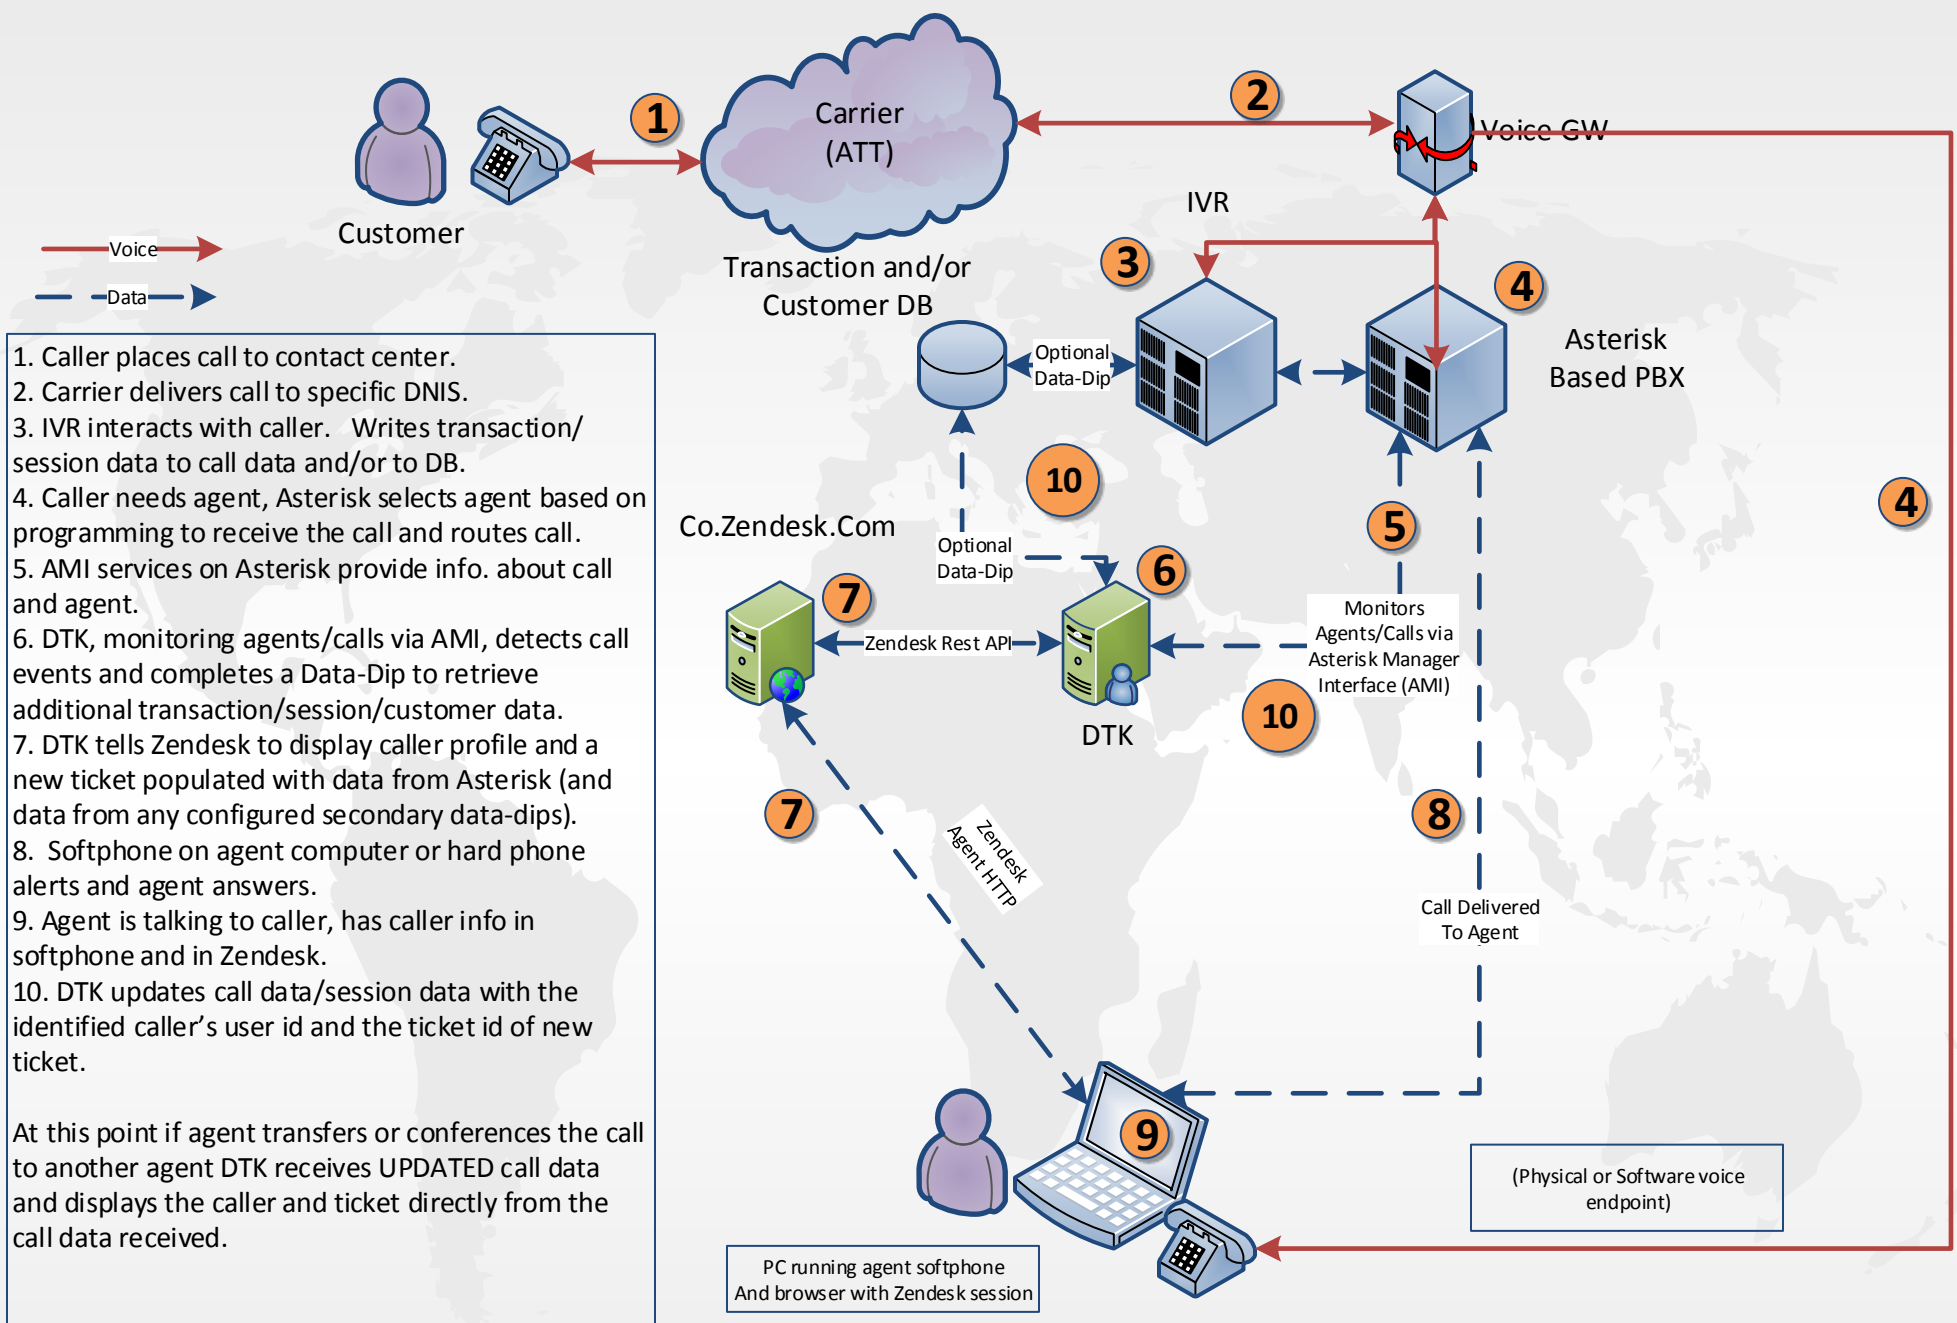 1
Carrier
(ATT)
2
Voice GW
Customer
IVR
Voice
Data
Transaction and/or
Customer DB
3
4
Asterisk
Based PBX
Optional
Data-Dip
1. Caller places call to contact center.
2. Carrier delivers call to specific DNIS.
3. IVR interacts with caller.   Writes transaction/
session data to call data and/or to DB.
4. Caller needs agent, Asterisk selects agent based on
programming to receive the call and routes call.
5. AMI services on Asterisk provide info. about call
and agent.
6. DTK, monitoring agents/calls via AMI, detects call
events and completes a Data-Dip to retrieve
additional transaction/session/customer data.
7. DTK tells Zendesk to display caller profile and a
new ticket populated with data from Asterisk (and
data from any configured secondary data-dips).
8.  Softphone on agent computer or hard phone
alerts and agent answers.
9. Agent is talking to caller, has caller info in
softphone and in Zendesk.
10. DTK updates call data/session data with the
identified caller's user id and the ticket id of new
ticket.
At this point if agent transfers or conferences the call
to another agent DTK receives UPDATED call data
and displays the caller and ticket directly from the
call data received.
10
4
5
Co.Zendesk.Com
Optional
Data-Dip
6
7
Zendesk Rest API
Monitors
Agents/Calls via
Asterisk Manager
Interface (AMI)
DTK
10
7
8
Zendesk
Agent HTTP
Call Delivered
To Agent
9
(Physical or Software voice
endpoint)
PC running agent softphone
And browser with Zendesk session